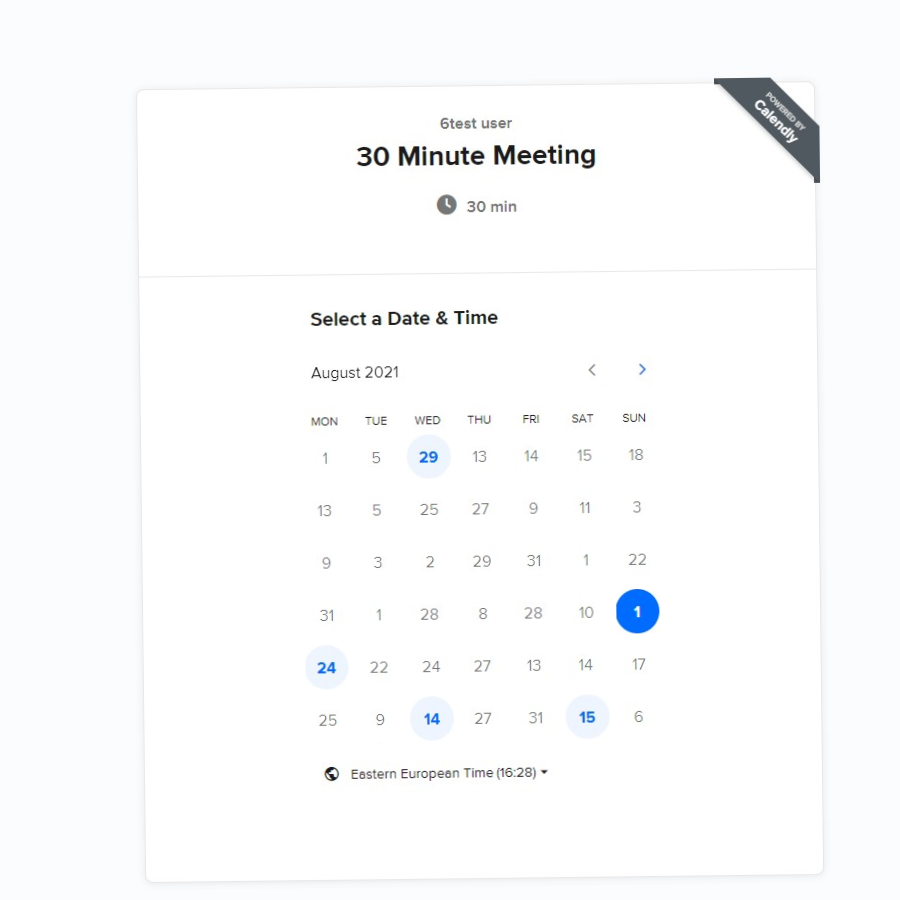 POWERED BY
Calendly
6test user
30 Minute Meeting
30 min
Select a Date & Time
August 2021
MON TUE WED THU FRI SAT SUN
1 5 29 13 14 15 18
13 5 25 27 9 11 3
9 3 2 29 31 1 22
31 1 28 8 28 10 1
24 22 24 27 13 14 17
25 9 14 27 31 15 6
Eastern European Time (16:28)